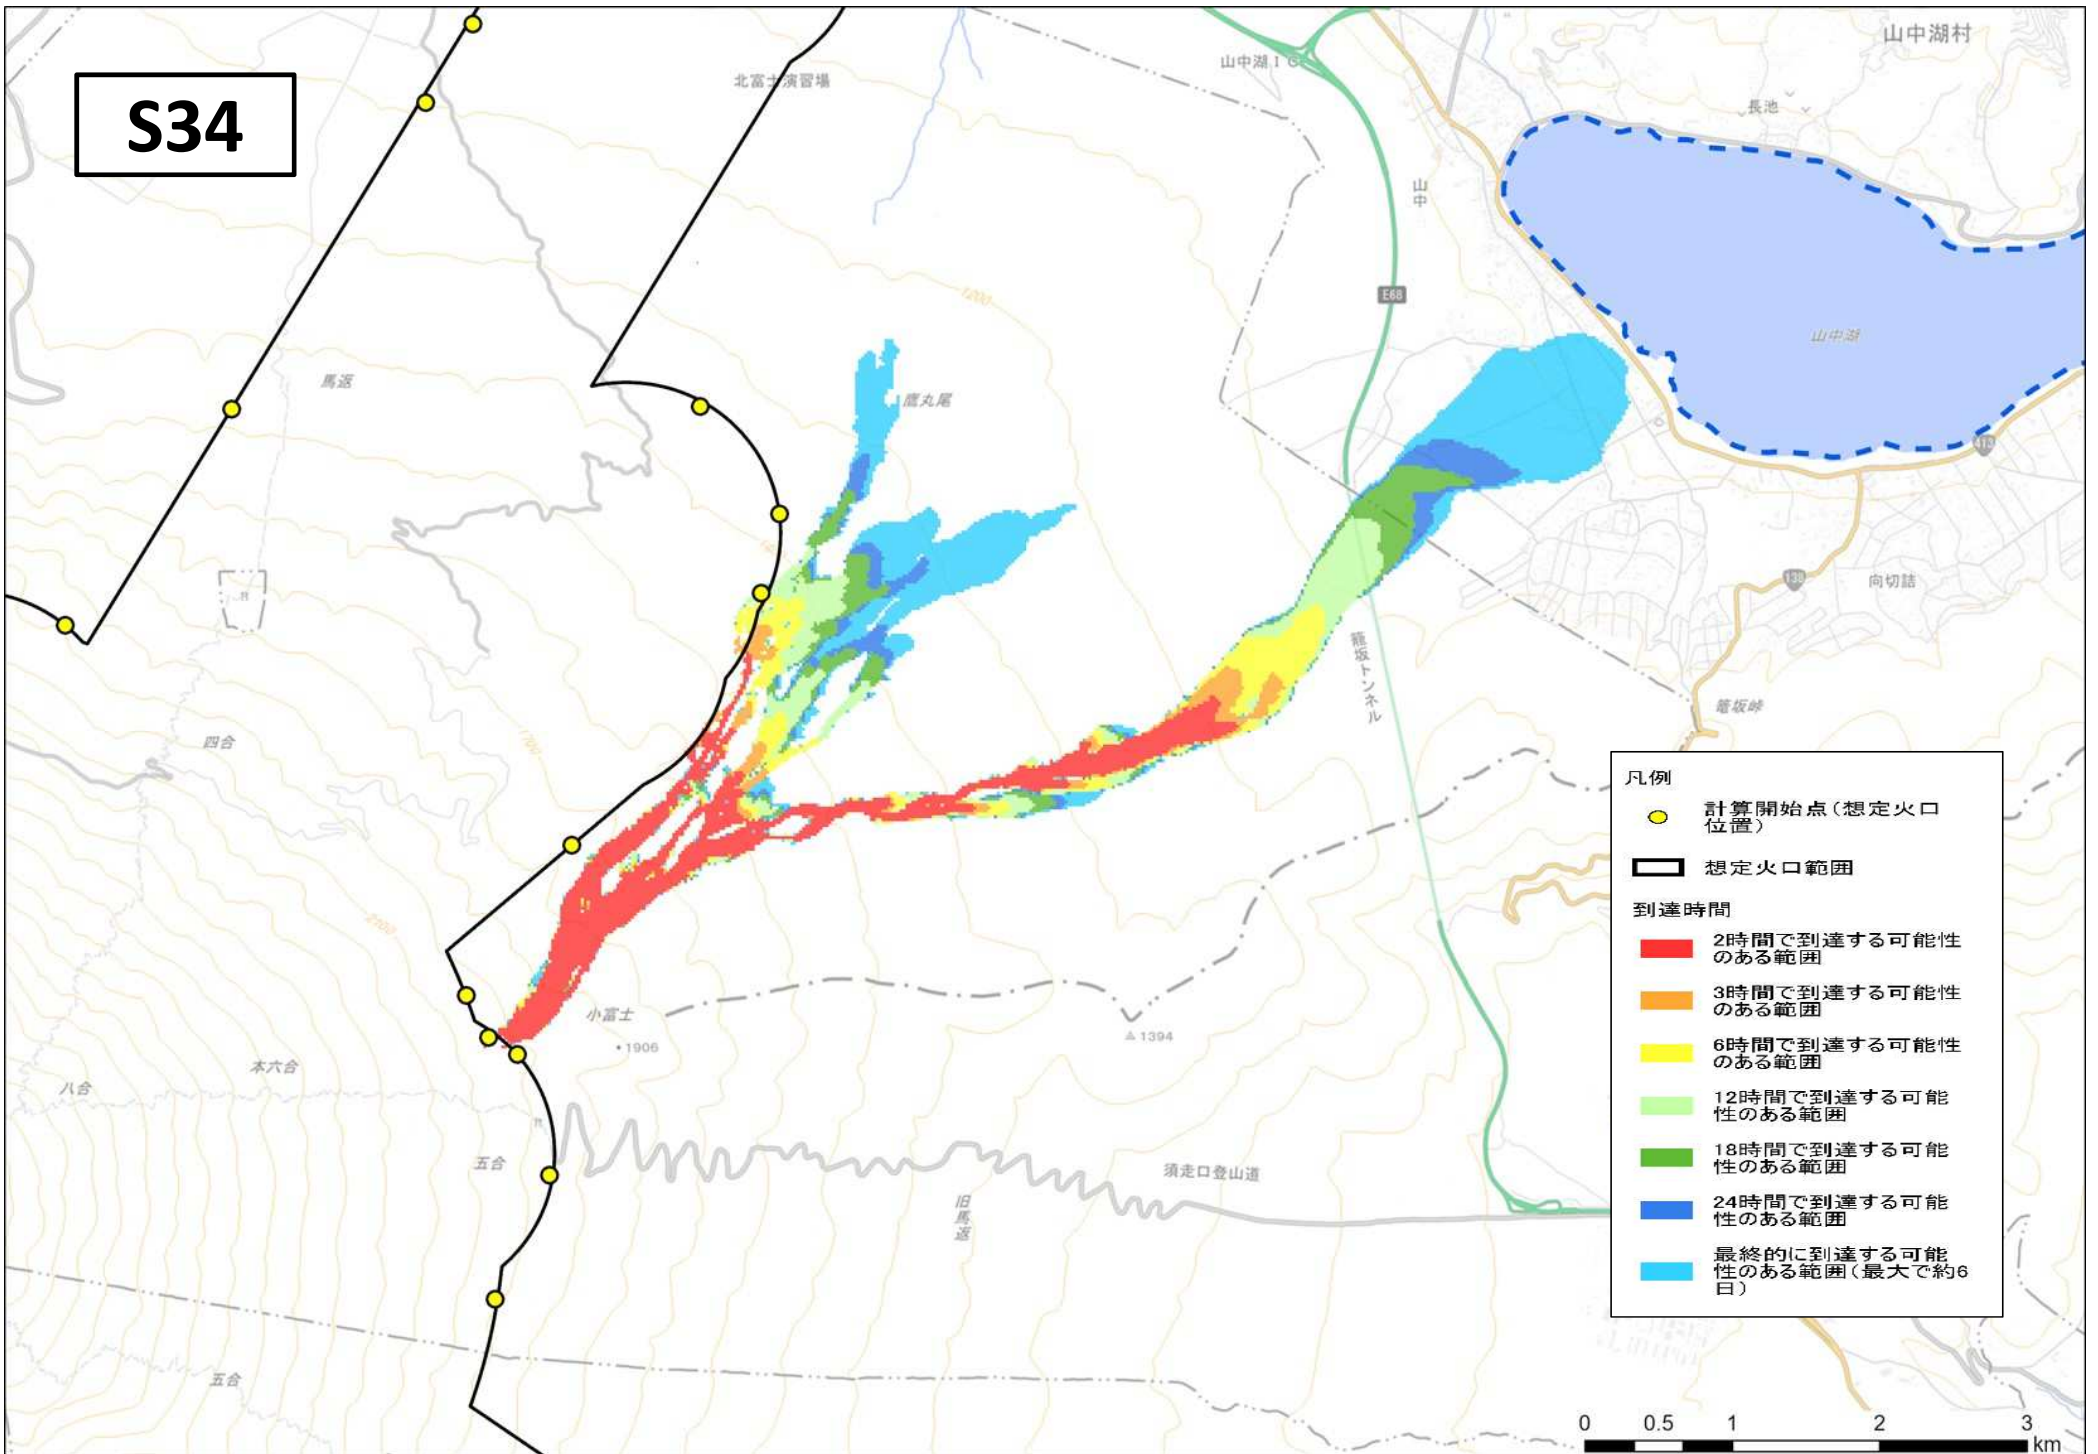 S34
北富士演習場
山中湖IC
山中湖村
長池
山中
E68
山中湖
1200
馬返
鷹丸尾
413
138
向切詰
籠坂トンネル
籠坂峠
四合
1700
2100
小富士
1906
1394
本六合
八合
五合
須走口登山道
旧馬返
五合
凡例
計算開始点(想定火口
位置)
想定火口範囲
到達時間
2時間で到達する可能性
のある範囲
3時間で到達する可能性
のある範囲
6時間で到達する可能性
のある範囲
12時間で到達する可能
性のある範囲
18時間で到達する可能
性のある範囲
24時間で到達する可能
性のある範囲
最終的に到達する可能
性のある範囲(最大で約6
日)
0 0.5 1 2 3
km